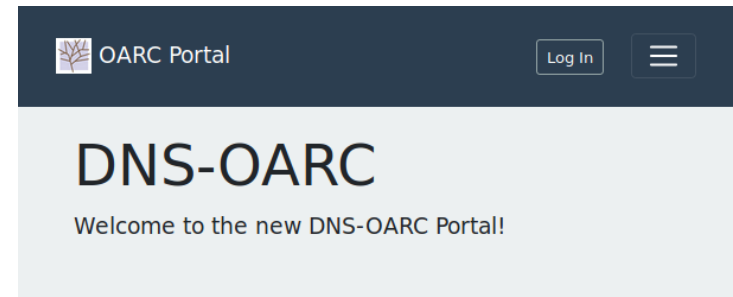 OARC Portal
Log In
DNS-OARC
Welcome to the new DNS-OARC Portal!